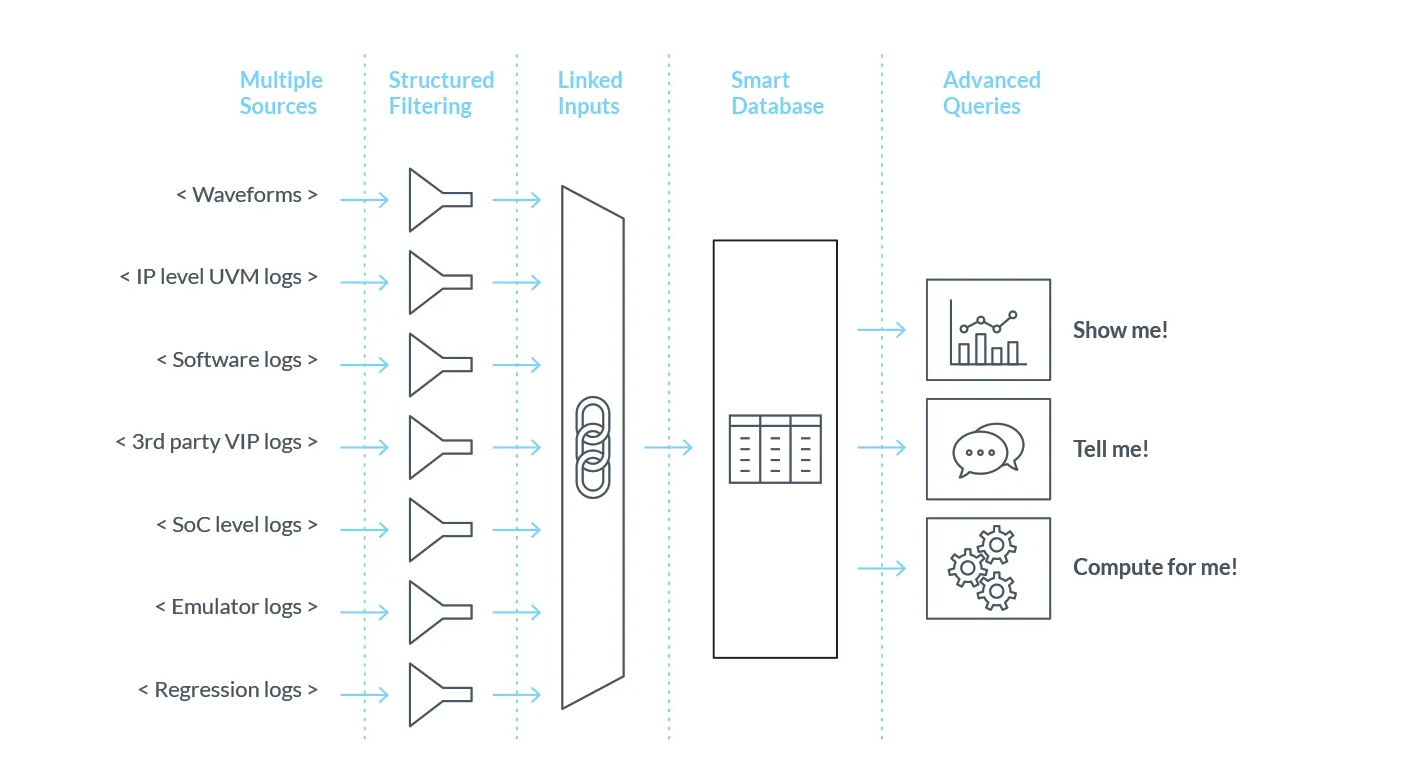 Multiple
Sources
Structured
Filtering
Linked
Inputs
Smart
Database
Advanced
Queries
< Waveforms >
< IP level UVM logs >
< Software logs >
< 3rd party VIP logs >
< SoC level logs >
< Emulator logs >
< Regression logs >
Show me!
Tell me!
Compute for me!